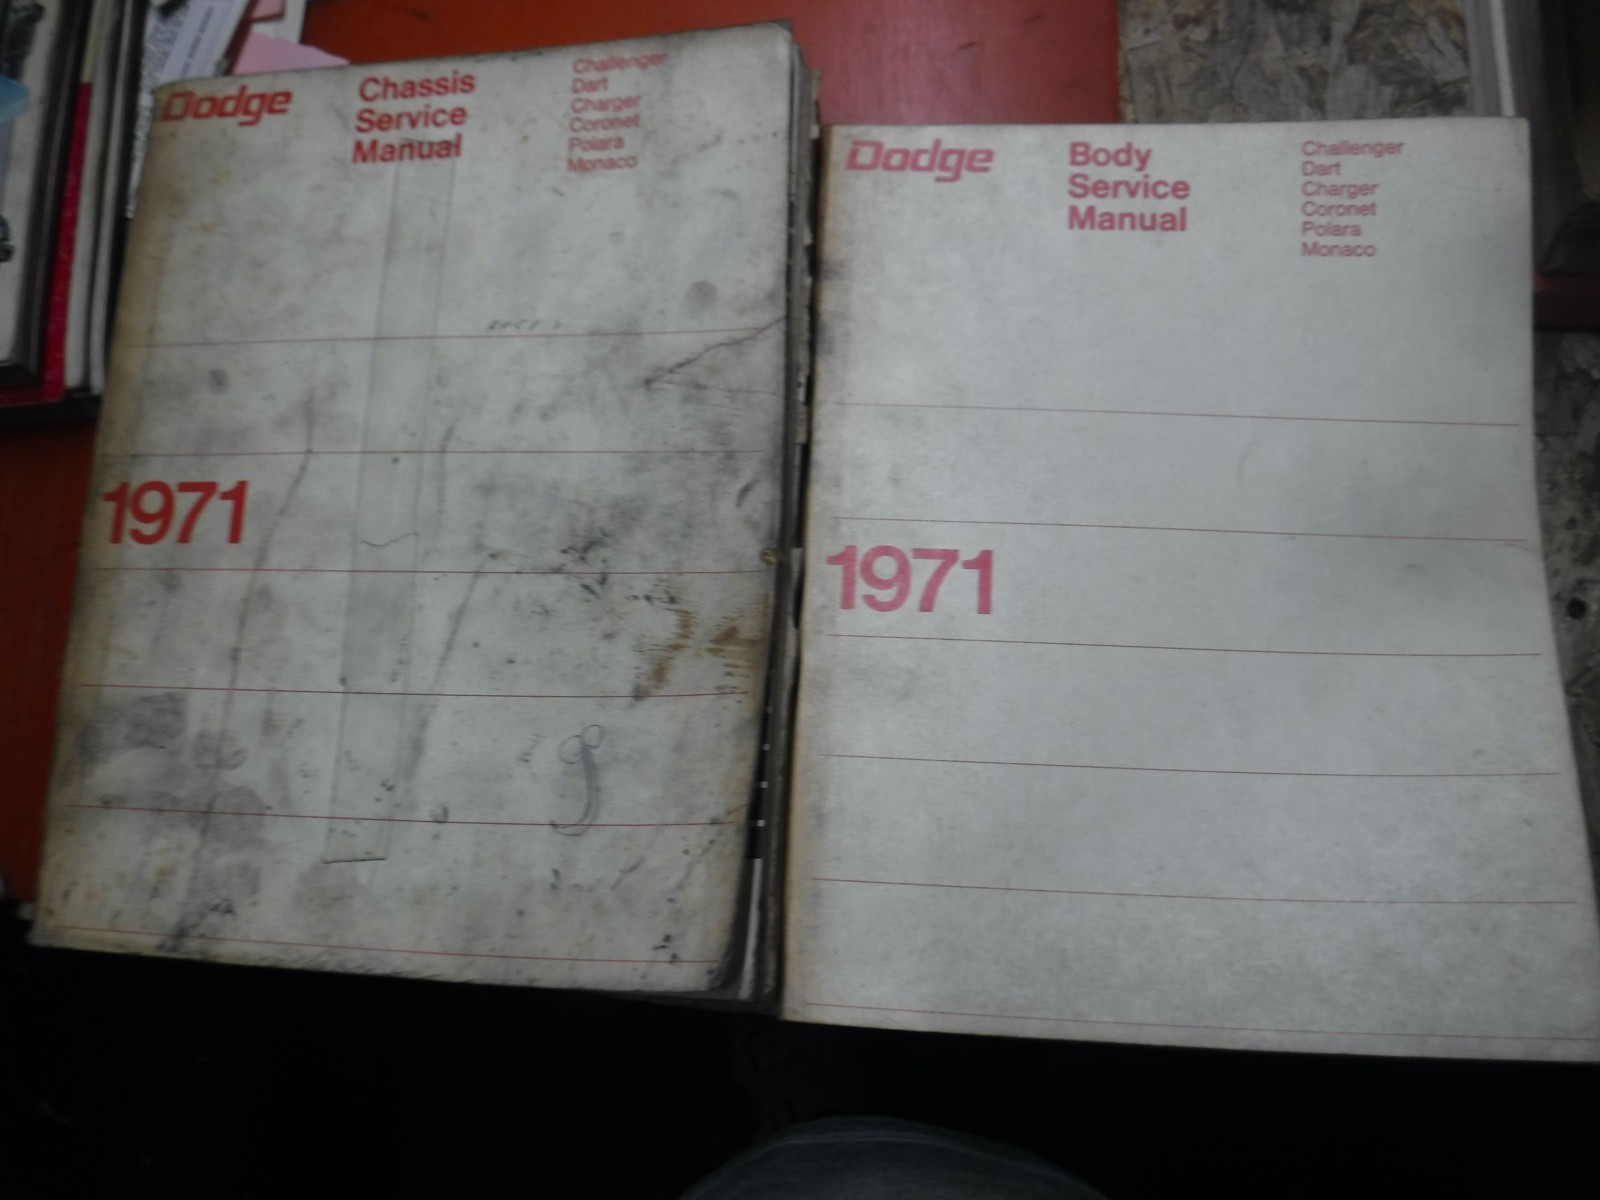 Dodge
Chassis
Service
Manual
Challenger
Dart
Charger
Coronet
Polara
Monaco
1971
Dodge
Body
Service
Manual
Challenger
Dart
Charger
Coronet
Polara
Monaco
1971